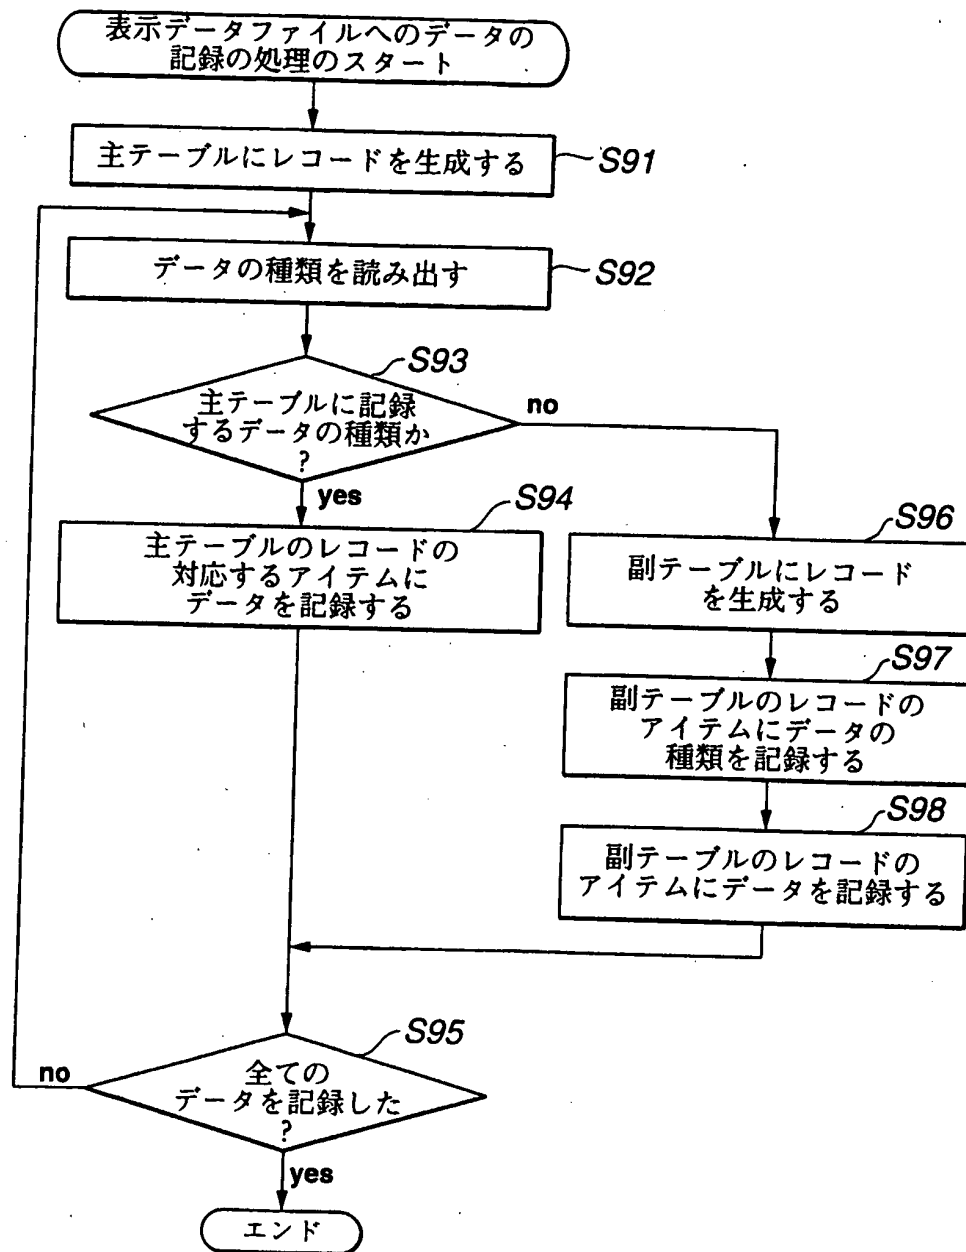 表示データファイルへのデータの
記録の処理のスタート
主テーブルにレコードを生成する
S91
データの種類を読み出す
S92
S93
主テーブルに記録
するデータの種類か
?
no
yes
S94
主テーブルのレコードの
対応するアイテムに
データを記録する
S96
副テーブルにレコード
を生成する
S97
副テーブルのレコードの
アイテムにデータの
種類を記録する
S98
副テーブルのレコードの
アイテムにデータを記録する
S95
全ての
データを記録した
?
no
yes
エンド